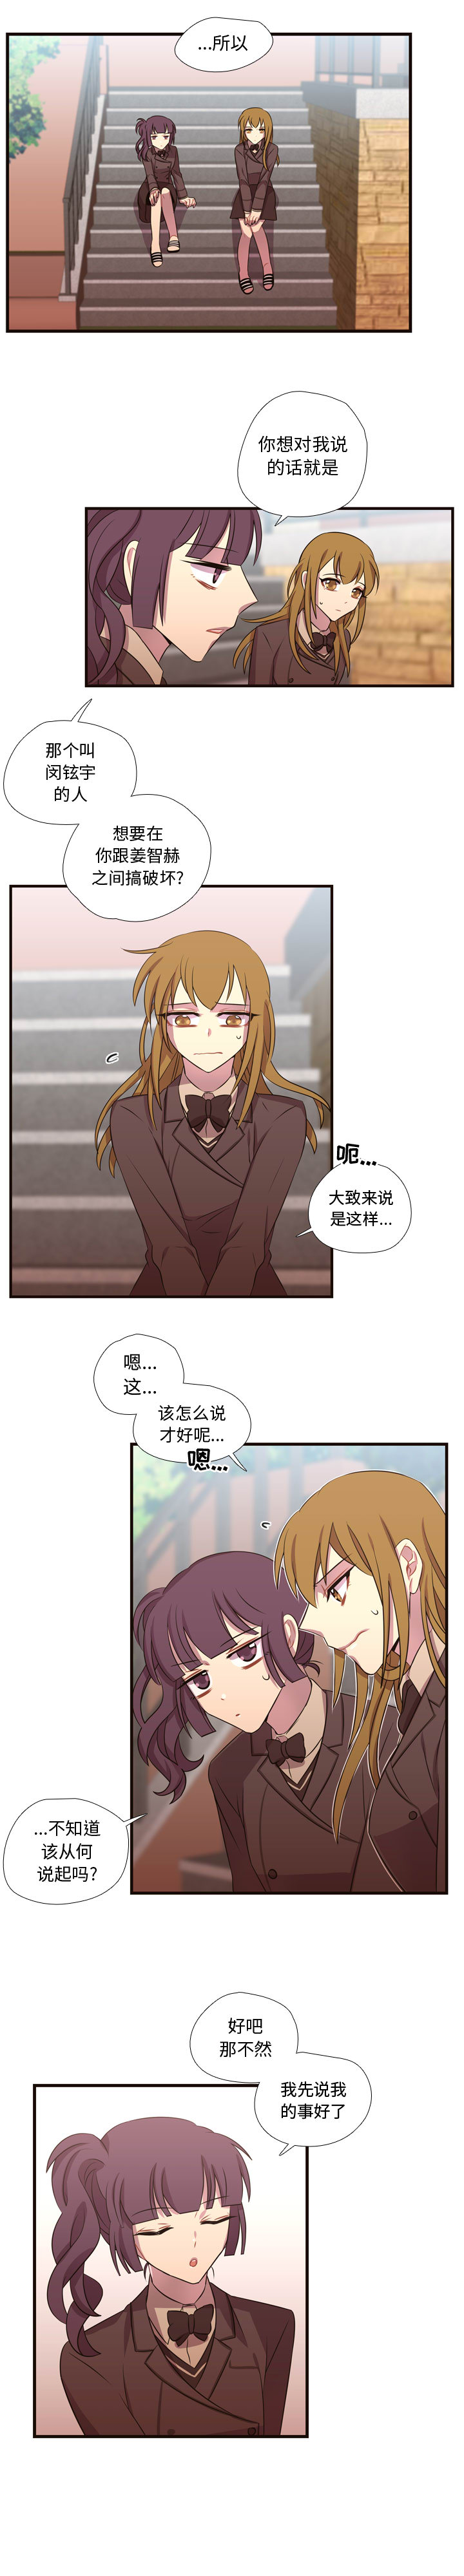 ...所以
你想对我说
的话就是
那个叫
闵铉宇
的人
想要在
你跟姜智赫
之间搞破坏?
呃...
大致来说
是这样...
嗯...
这...
该怎么说
才好呢...
嗯...
...不知道
该从何
说起吗?
好吧
那不然
我先说我
的事好了